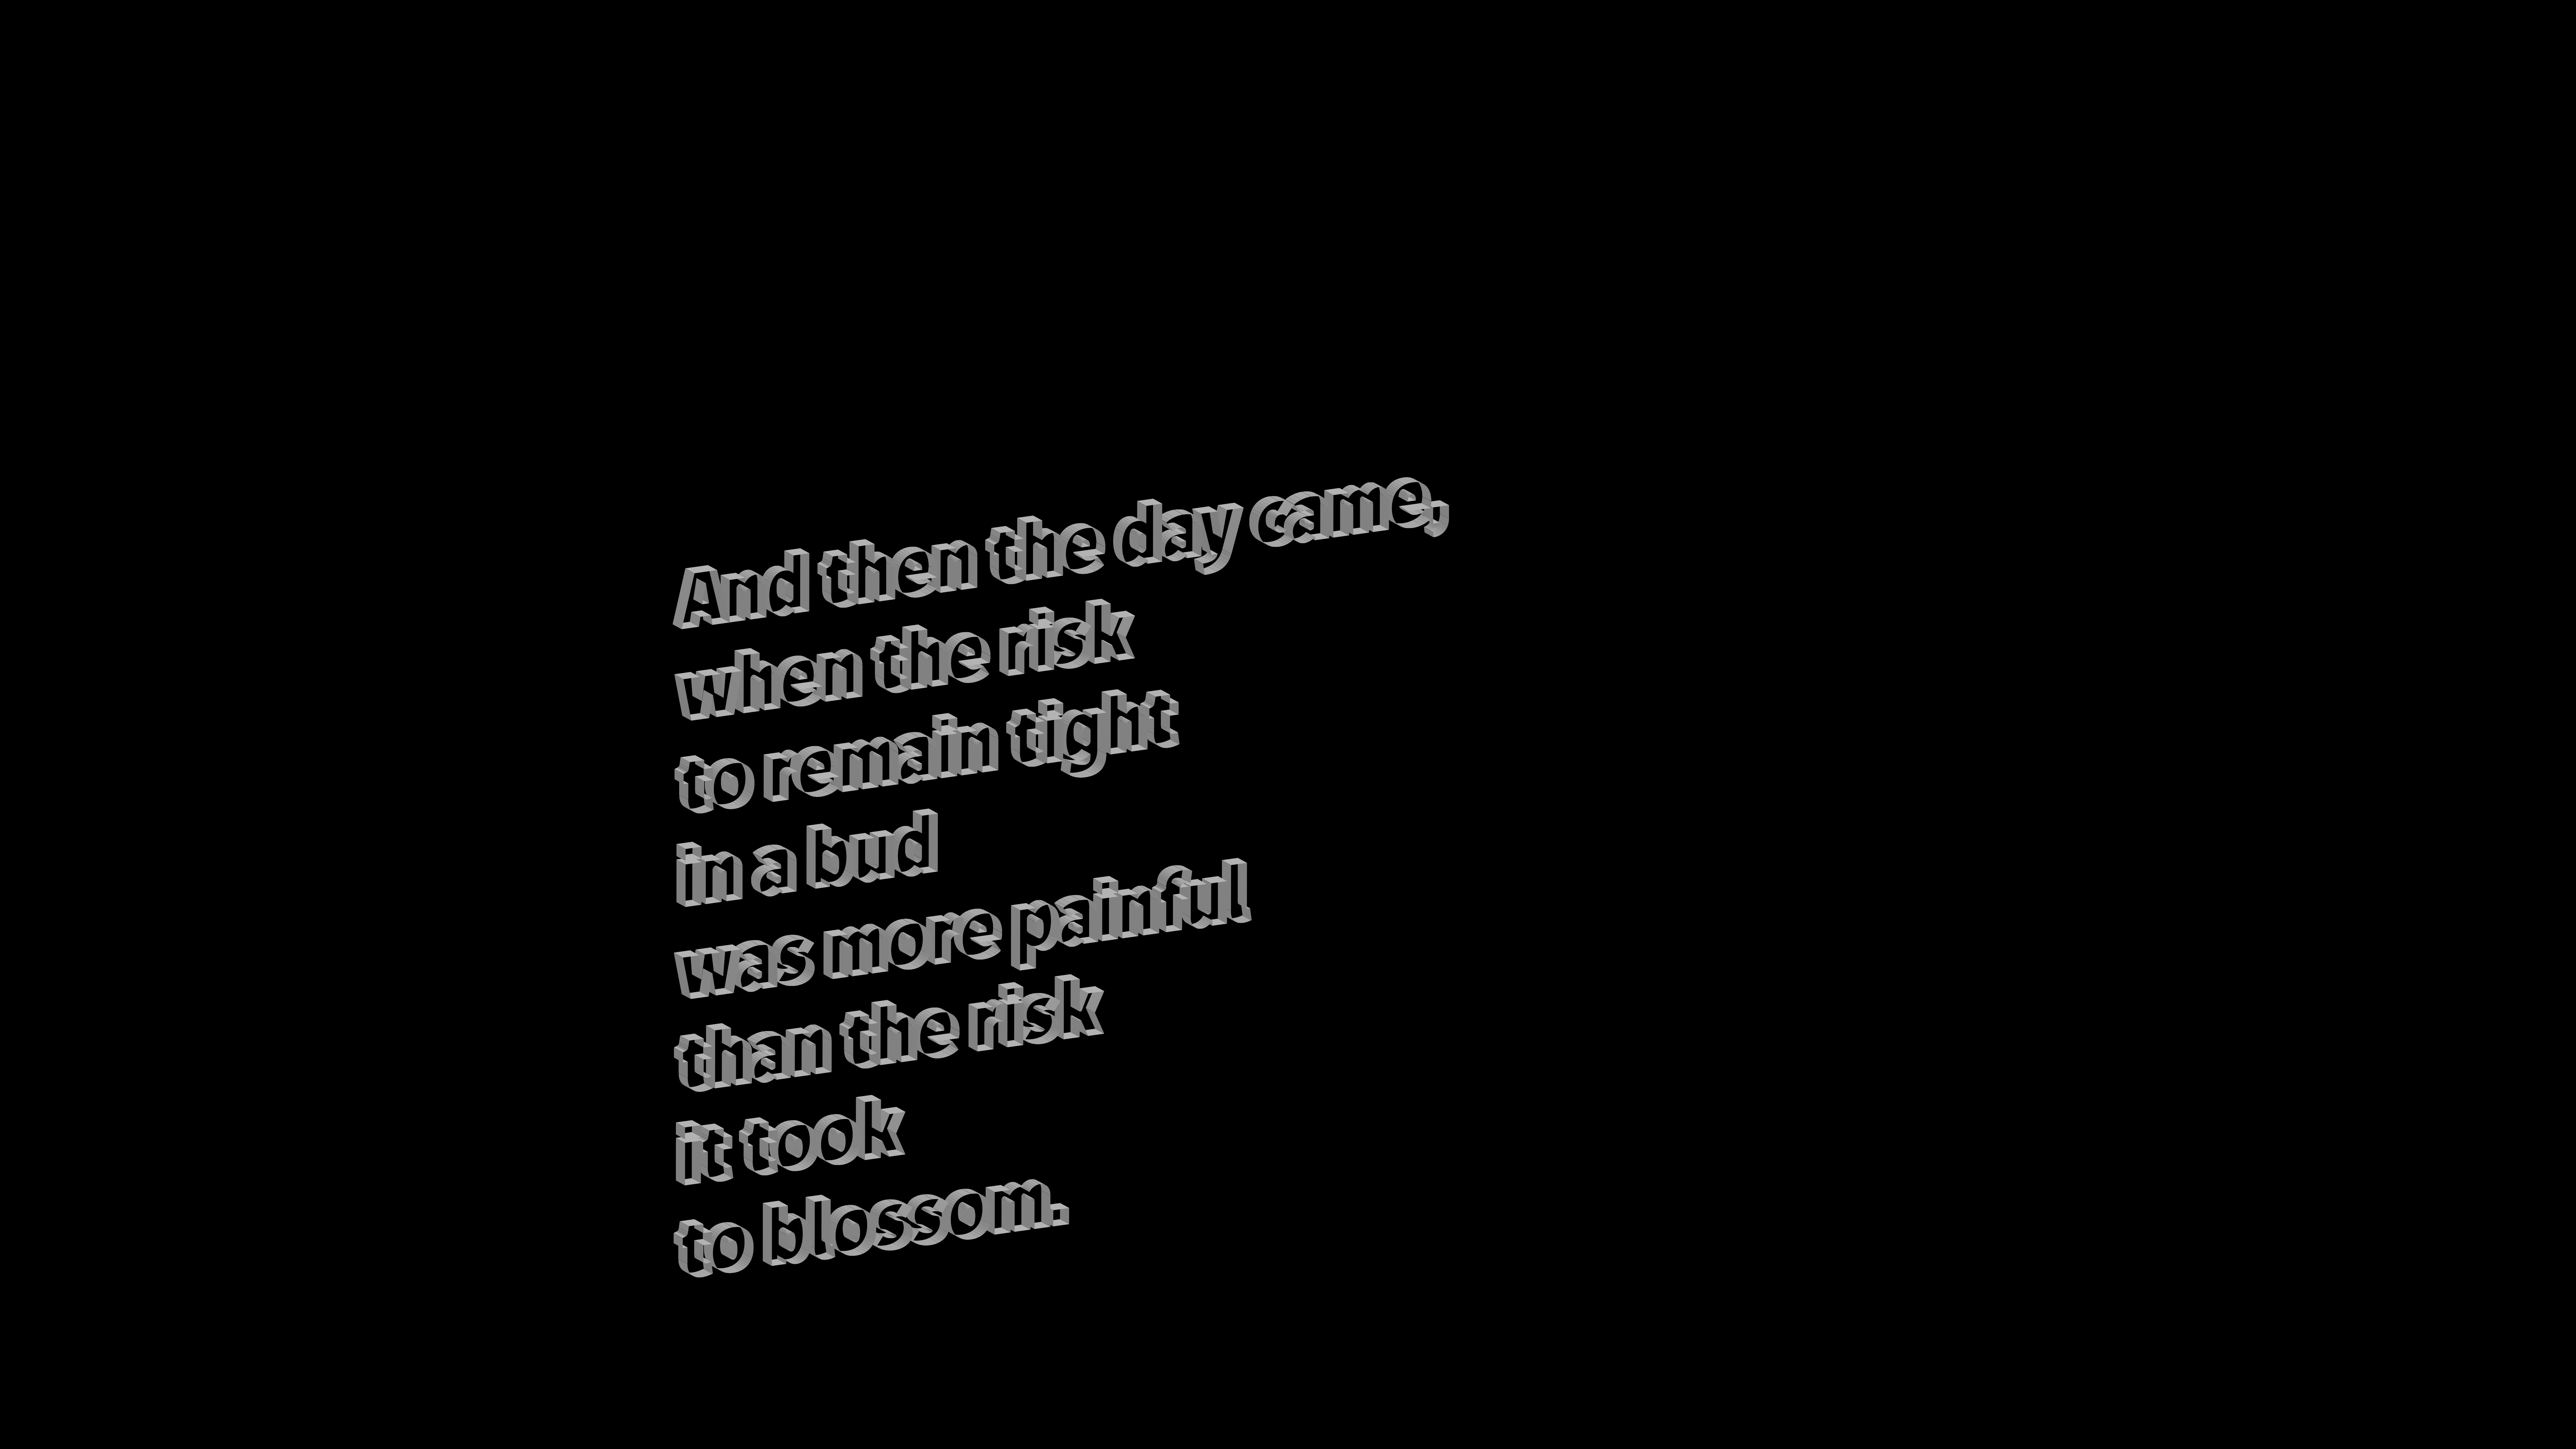 And then the day came,
when the risk
to remain tight
in a bud
was more painful
than the risk
it took
to blossom.